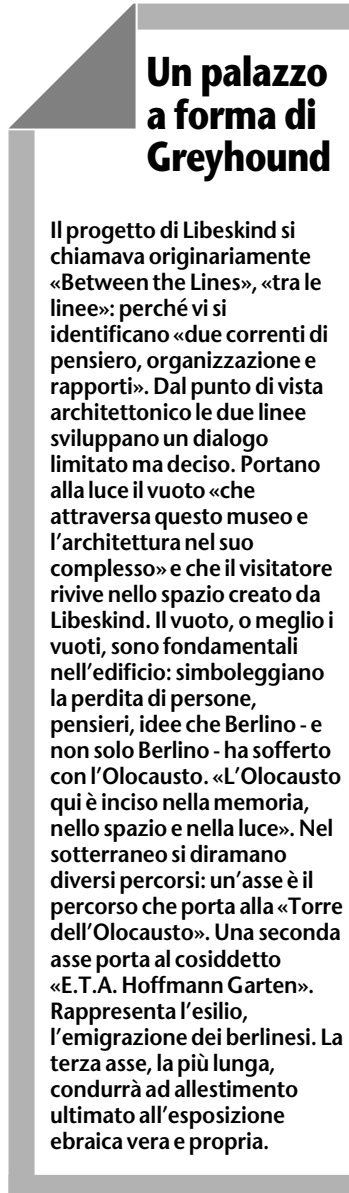 Un palazzo
a forma di
Greyhound
Il progetto di Libeskind si
chiamava originariamente
«Between the Lines», «tra le
linee»: perché vi si
identificano «due correnti di
pensiero, organizzazione e
rapporti». Dal punto di vista
architettonico le due linee
sviluppano un dialogo
limitato ma deciso. Portano
alla luce il vuoto «che
attraversa questo museo e
l'architettura nel suo
complesso» e che il visitatore
rivive nello spazio creato da
Libeskind. Il vuoto, o meglio i
vuoti, sono fondamentali
nell'edificio: simboleggiano
la perdita di persone,
pensieri, idee che Berlino - e
non solo Berlino - ha sofferto
con l'Olocausto. «L'Olocausto
qui è inciso nella memoria,
nello spazio e nella luce». Nel
sotterraneo si diramano
diversi percorsi: un'asse è il
percorso che porta alla «Torre
dell'Olocausto». Una seconda
asse porta al cosiddetto
«E.T.A. Hoffmann Garten».
Rappresenta l'esilio,
l'emigrazione dei berlinesi. La
terza asse, la più lunga,
condurrà ad allestimento
ultimato all'esposizione
ebraica vera e propria.